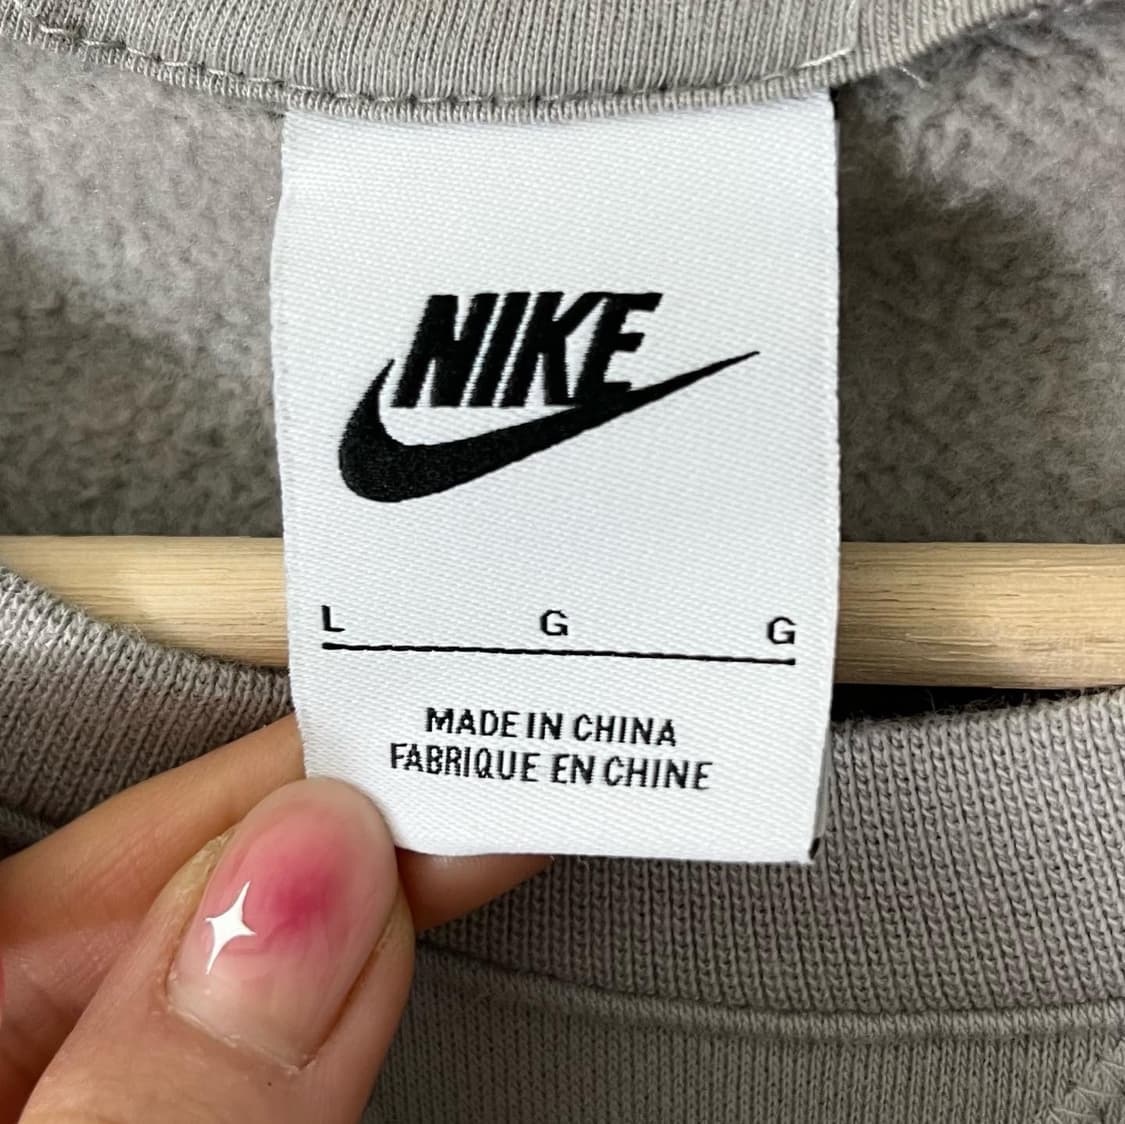 NIKE
L G G
MADE IN CHINA
FABRIQUE EN CHINE